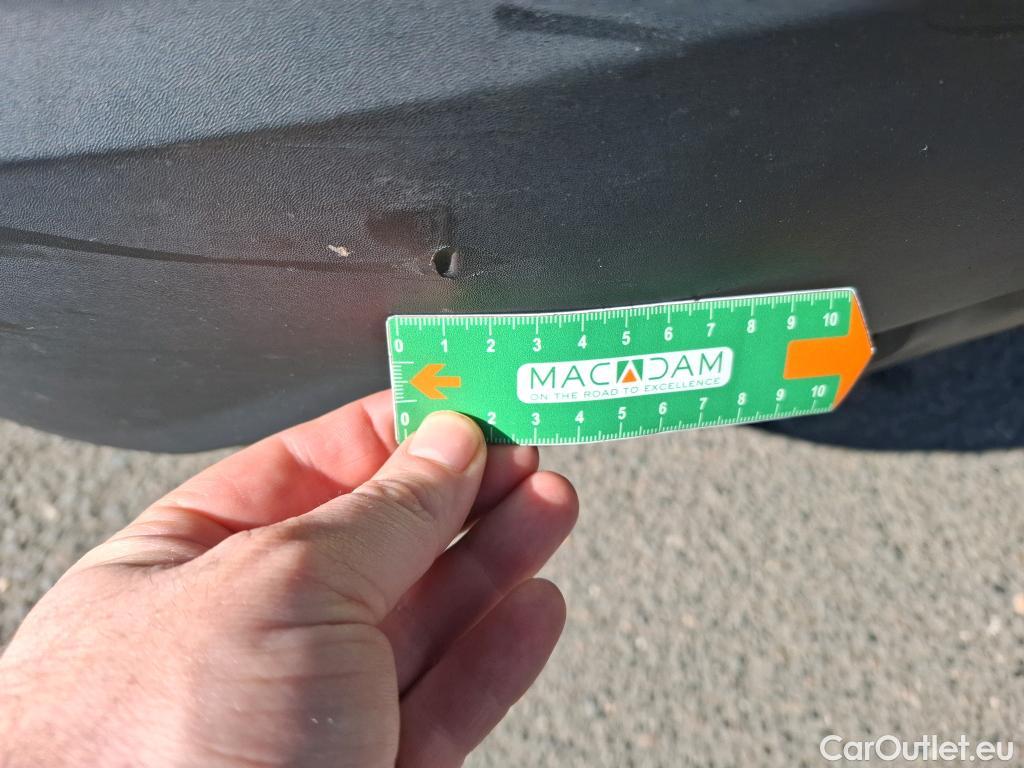 0 1 2 3 4 5 6 7 8 9 10
MACADAM
ON THE ROAD TO EXCELLENCE
0 2 3 4 5 6 7 8 9 10
CarOutlet.eu